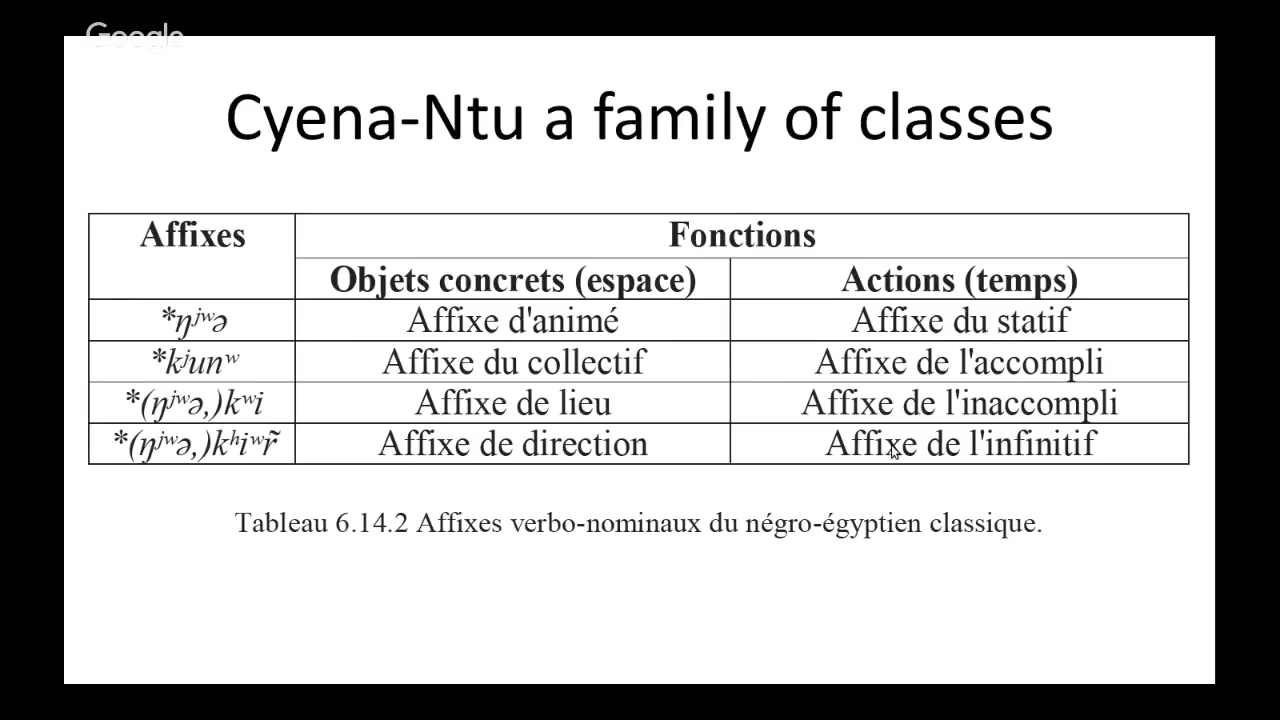 Google
Cyena-Ntu a family of classes
Affixes Fonctions
Objets concrets (espace) Actions (temps)
*ŋʲʷə Affixe d'animé Affixe du statif
*kʲunʷ Affixe du collectif Affixe de l'accompli
*(ŋʲʷə,)kʷi Affixe de lieu Affixe de l'inaccompli
*(ŋʲʷə,)kʰiʷr̃ Affixe de direction Affixe de l'infinitif
Tableau 6.14.2 Affixes verbo-nominaux du négro-égyptien classique.